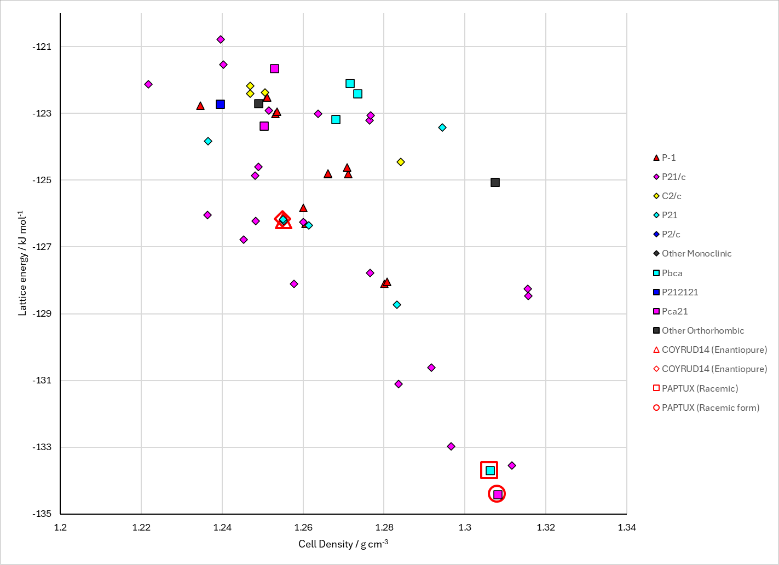 -121
-123
-125
-127
-129
-131
-133
-135
Lattice energy / kJ mol⁻¹
1.2 1.22 1.24 1.26 1.28 1.3 1.32 1.34
Cell Density / g cm⁻³
P-1
P21/c
C2/c
P21
P2/c
Other Monoclinic
Pbca
P212121
Pca21
Other Orthorhombic
COYRUD14 (Enantiopure)
COYRUD14 (Enantiopure)
PAPTUX (Racemic)
PAPTUX (Racemic form)